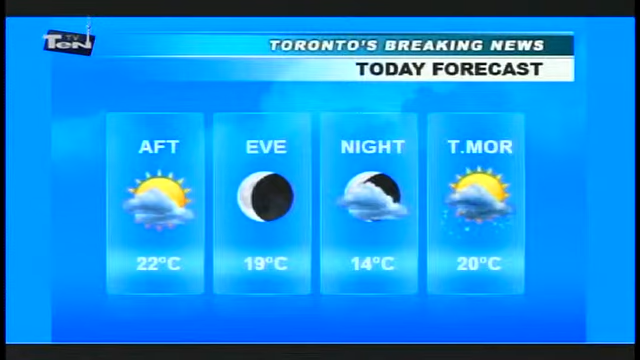 TV
TEN
TORONTO'S BREAKING NEWS
TODAY FORECAST
AFT EVE NIGHT T.MOR
22°C 19°C 14°C 20°C